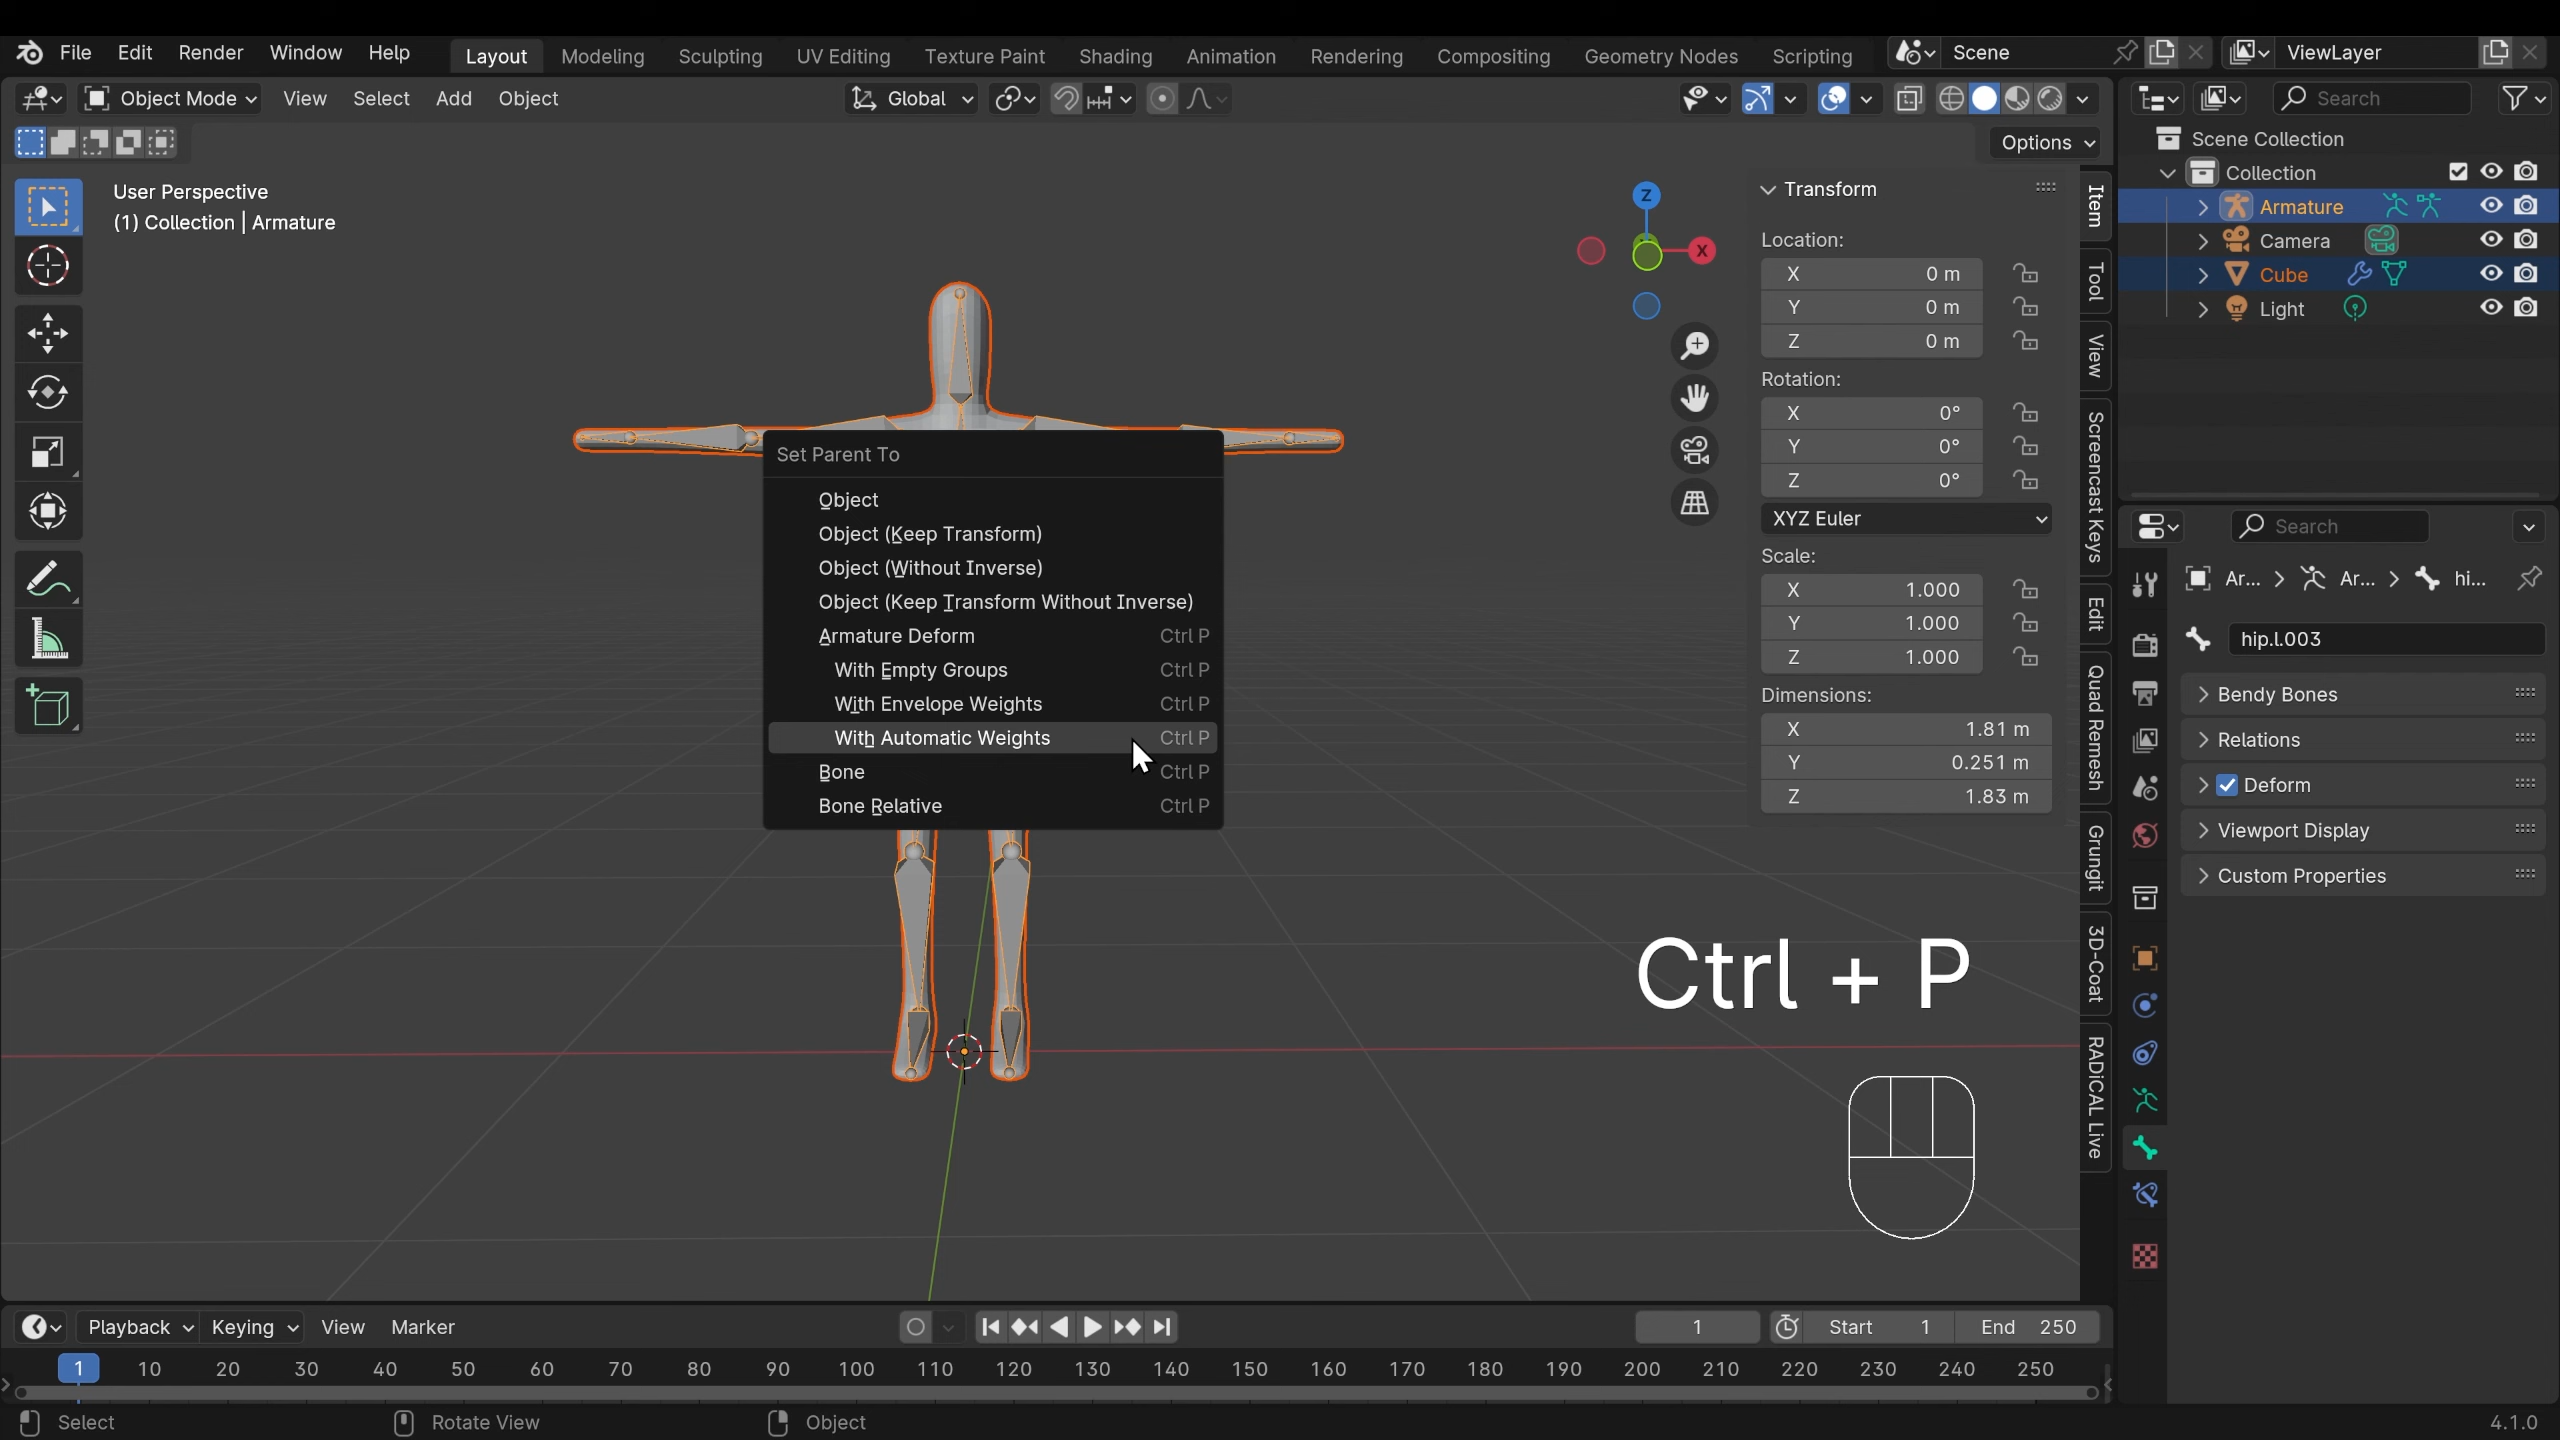 File Edit Render Window Help Layout Modeling Sculpting UV Editing Texture Paint Shading Animation Rendering Compositing Geometry Nodes Scripting Scene ViewLayer
Object Mode View Select Add Object Global Search
Options
User Perspective
(1) Collection | Armature
Z
X
Transform
Location:
X 0 m
Y 0 m
Z 0 m
Rotation:
X 0°
Y 0°
Z 0°
XYZ Euler
Scale:
X 1.000
Y 1.000
Z 1.000
Dimensions:
X 1.81 m
Y 0.251 m
Z 1.83 m
Item
Tool
View
Screencast Keys
Edit
Quad Remesh
Grungit
3D-Coat
RADiCAL Live
Scene Collection
Collection
Armature
Camera
Cube
Light
Search
Ar... Ar... hi...
hip.l.003
Bendy Bones
Relations
Deform
Viewport Display
Custom Properties
Set Parent To
Object
Object (Keep Transform)
Object (Without Inverse)
Object (Keep Transform Without Inverse)
Armature Deform Ctrl P
With Empty Groups Ctrl P
With Envelope Weights Ctrl P
With Automatic Weights Ctrl P
Bone Ctrl P
Bone Relative Ctrl P
Ctrl + P
Playback Keying View Marker 1 Start 1 End 250
1 10 20 30 40 50 60 70 80 90 100 110 120 130 140 150 160 170 180 190 200 210 220 230 240 250
Select Rotate View Object 4.1.0